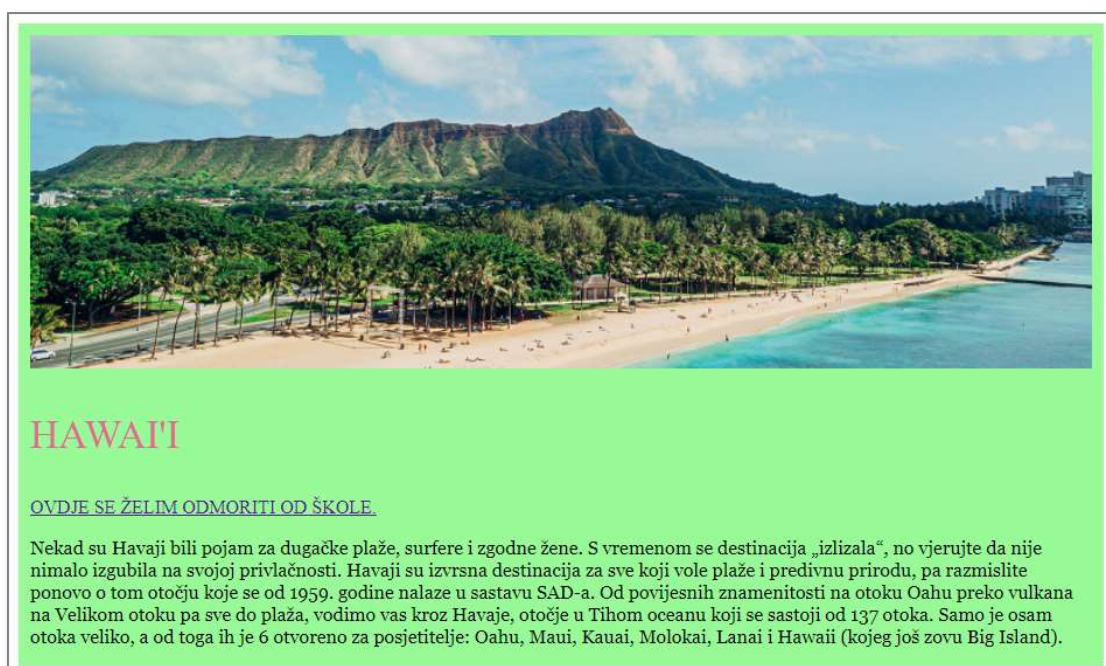 HAWAI'I
OVDJE SE ŽELIM ODMORITI OD ŠKOLE.
Nekad su Havaji bili pojam za dugačke plaže, surfere i zgodne žene. S vremenom se destinacija „izlizala“, no vjerujte da nije
nimalo izgubila na svojoj privlačnosti. Havaji su izvrsna destinacija za sve koji vole plaže i predivnu prirodu, pa razmislite
ponovo o tom otočju koje se od 1959. godine nalaze u sastavu SAD-a. Od povijesnih znamenitosti na otoku Oahu preko vulkana
na Velikom otoku pa sve do plaža, vodimo vas kroz Havaje, otočje u Tihom oceanu koji se sastoji od 137 otoka. Samo je osam
otoka veliko, a od toga ih je 6 otvoreno za posjetitelje: Oahu, Maui, Kauai, Molokai, Lanai i Hawaii (kojeg još zovu Big Island).